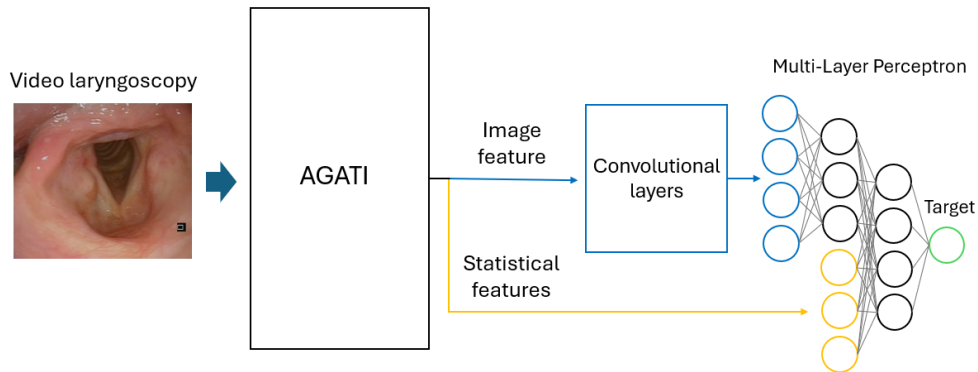 Video laryngoscopy
AGATI
Image
feature
Statistical
features
Convolutional
layers
Multi-Layer Perceptron
Target